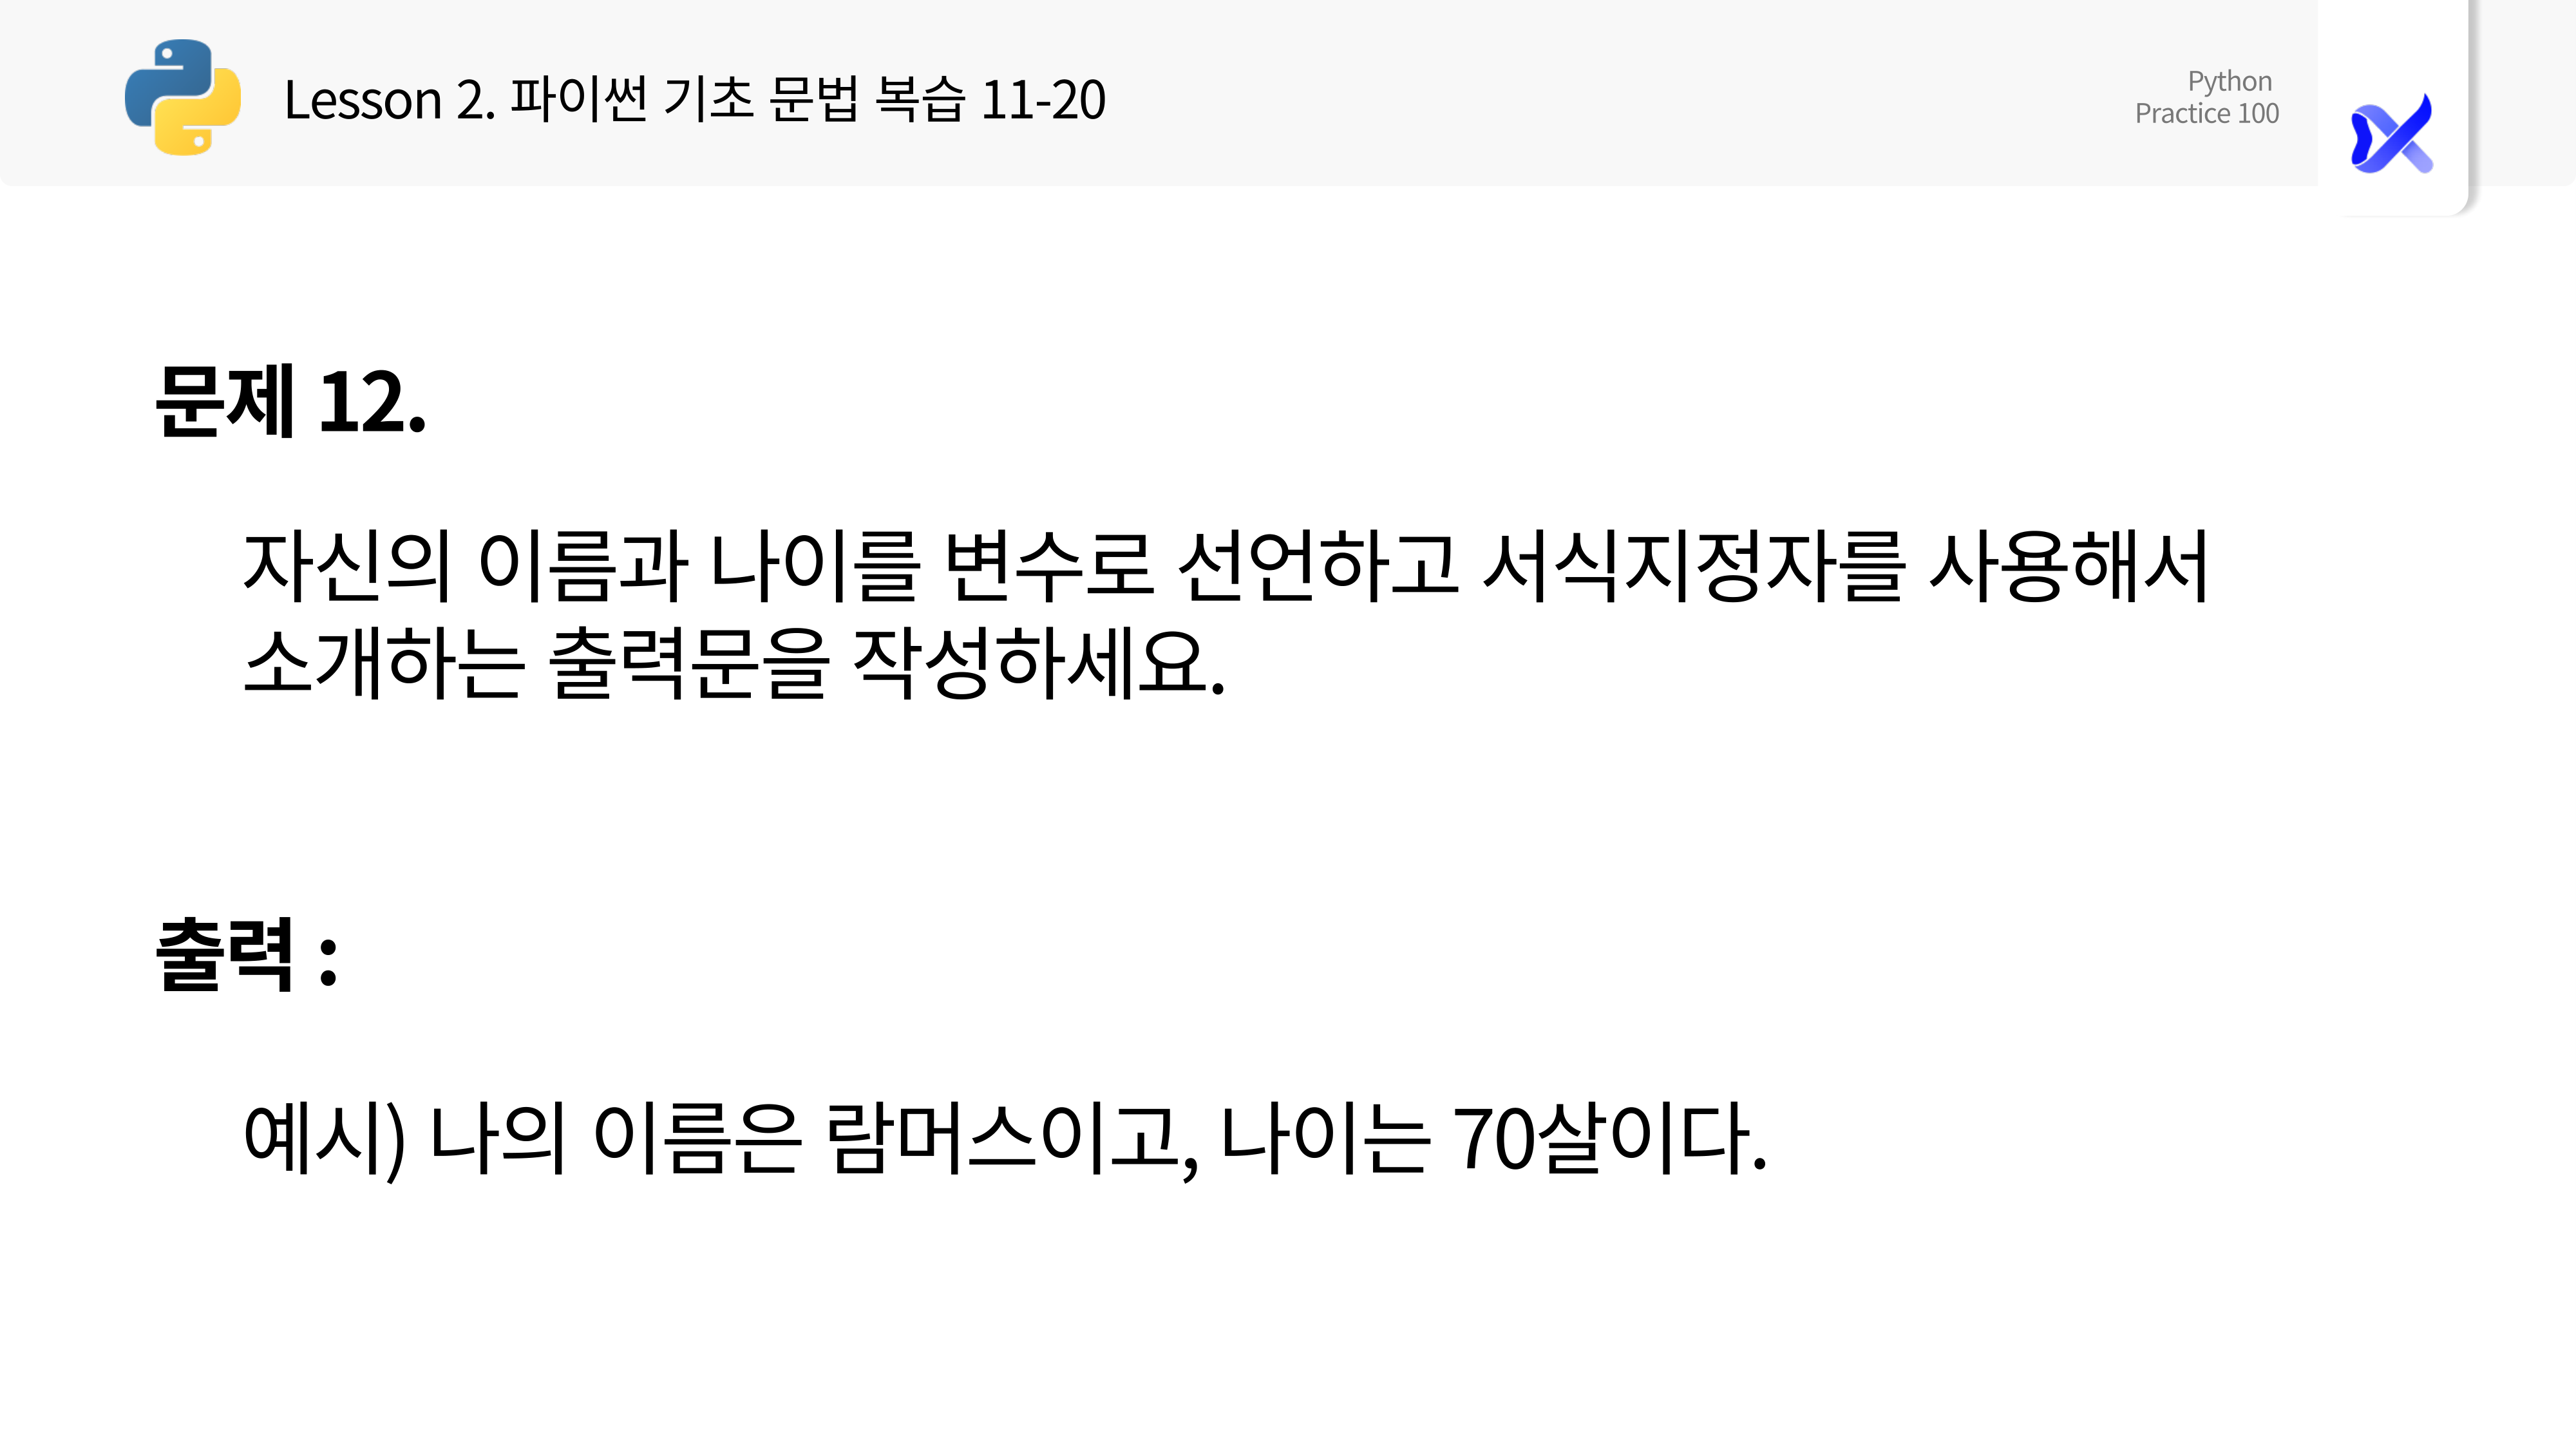 Lesson 2. 파이썬 기초 문법 복습 11-20
Python
Practice 100
문제 12.
자신의 이름과 나이를 변수로 선언하고 서식지정자를 사용해서
소개하는 출력문을 작성하세요.
출력 :
예시) 나의 이름은 람머스이고, 나이는 70살이다.